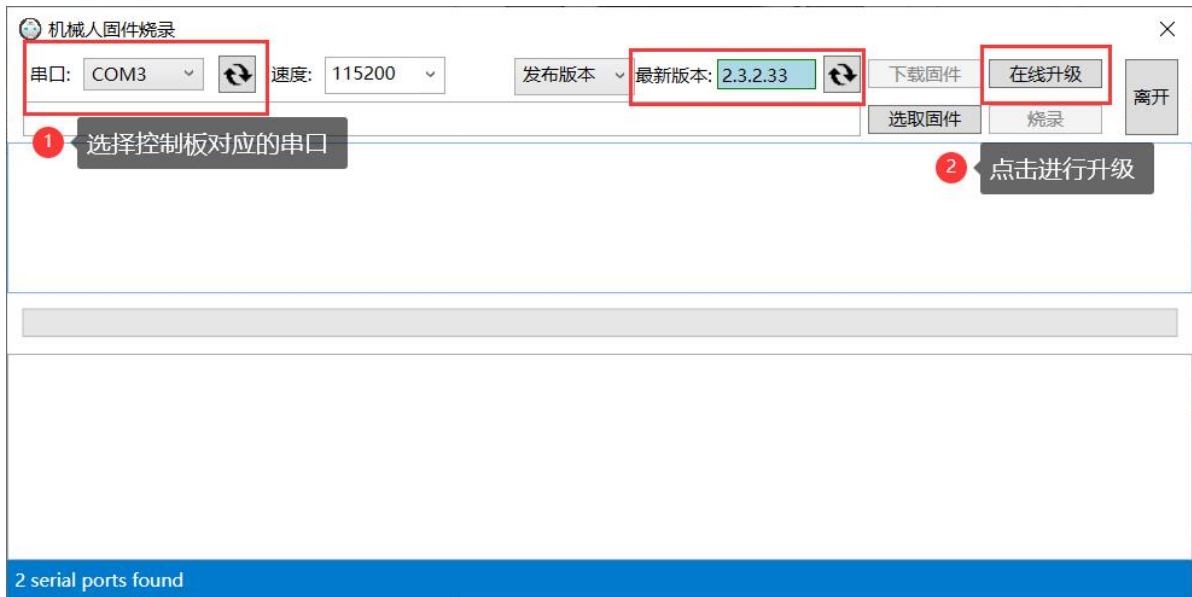 机械人固件烧录
串口: COM3 速度: 115200 发布版本 最新版本: 2.3.2.33 下载固件 在线升级
离开
选取固件 烧录
1 选择控制板对应的串口
2 点击进行升级
2 serial ports found